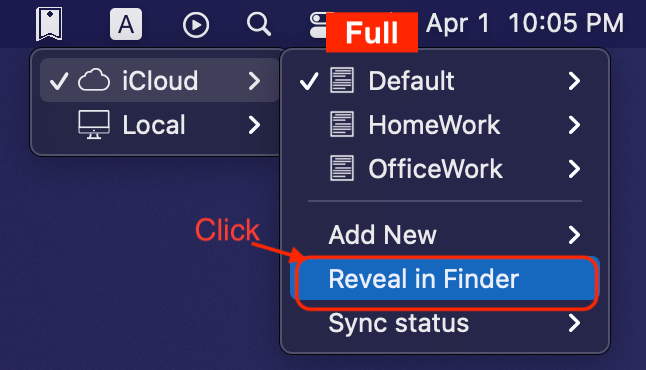 A
Full
Apr 1 10:05 PM
iCloud
Local
Default
HomeWork
OfficeWork
Click
Add New
Reveal in Finder
Sync status